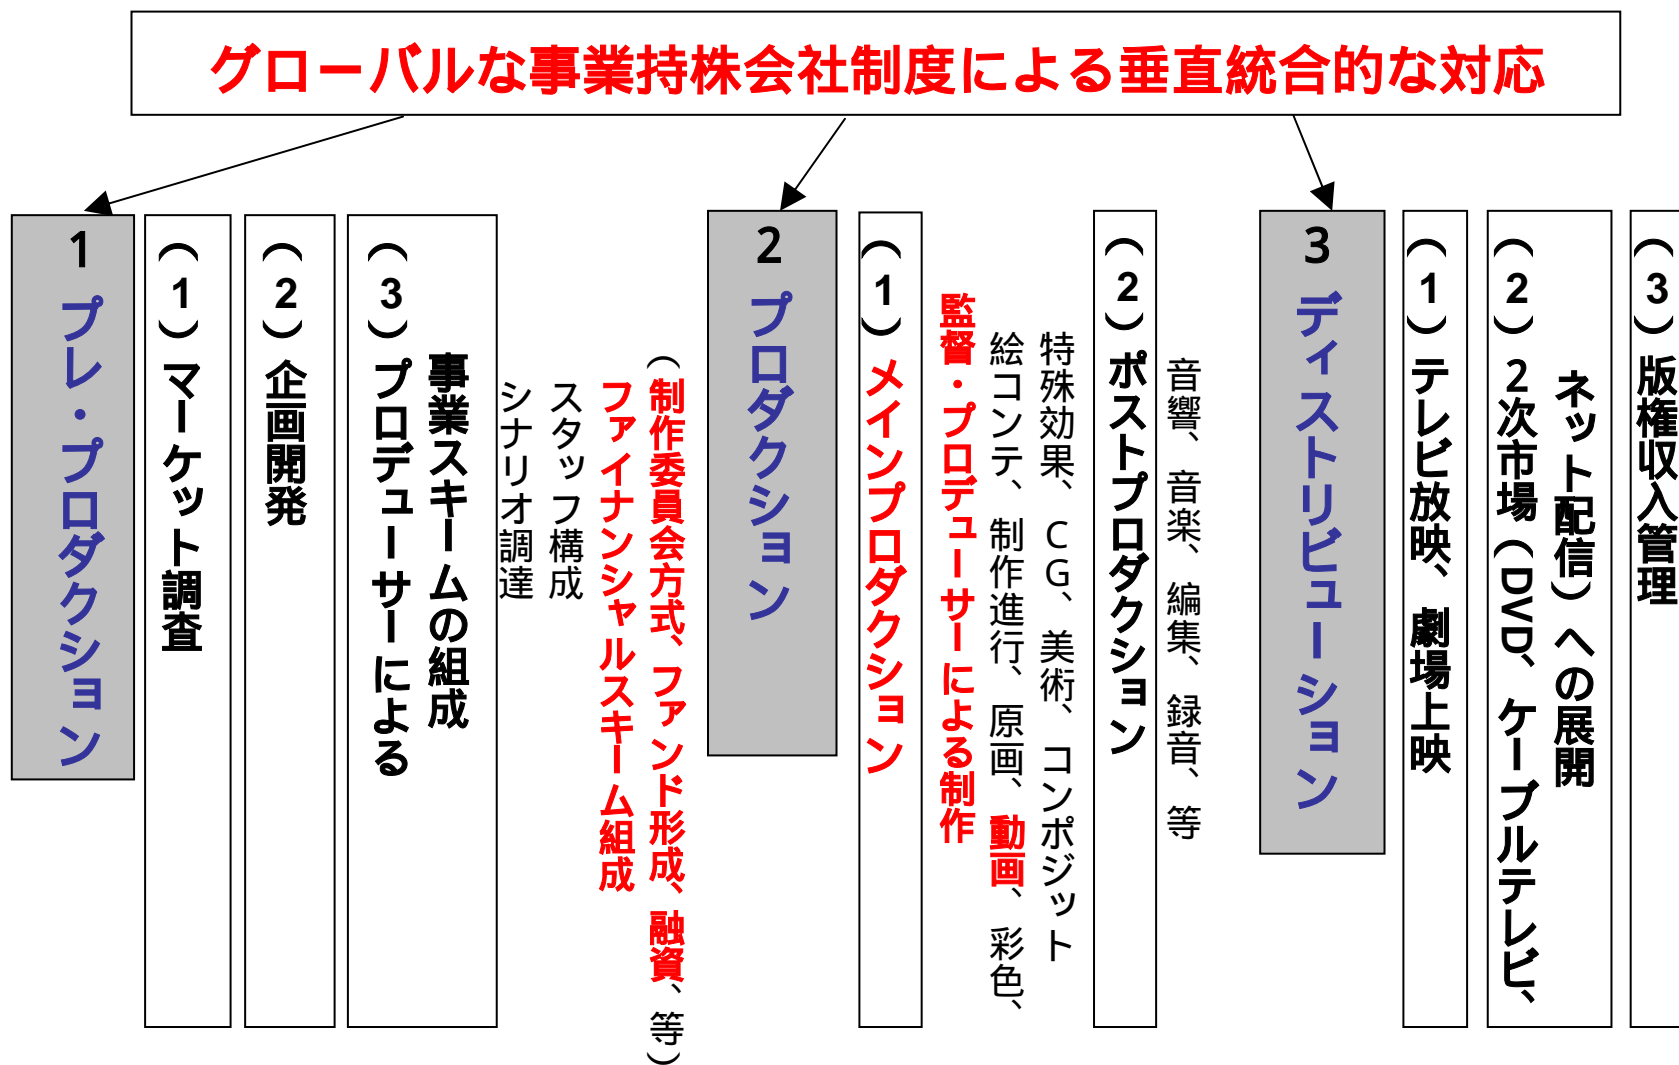 グローバルな事業持株会社制度による垂直統合的な対応
1 プレ・プロダクション
（1）マーケット調査
（2）企画開発
（3）プロデューサーによる
事業スキームの組成
シナリオ調達
スタッフ構成
ファイナンシャルスキーム組成
（制作委員会方式、ファンド形成、融資、等）
2 プロダクション
（1）メインプロダクション
監督・プロデューサーによる制作
絵コンテ、制作進行、原画、動画、彩色、
特殊効果、CG、美術、コンポジット
（2）ポストプロダクション
音響、音楽、編集、録音、等
3 ディストリビューション
（1）テレビ放映、劇場上映
（2）2次市場（DVD、ケーブルテレビ、
ネット配信）への展開
（3）版権収入管理